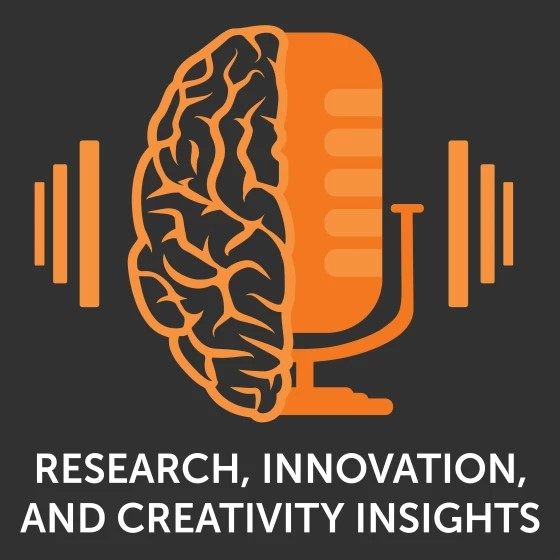 RESEARCH, INNOVATION,
AND CREATIVITY INSIGHTS